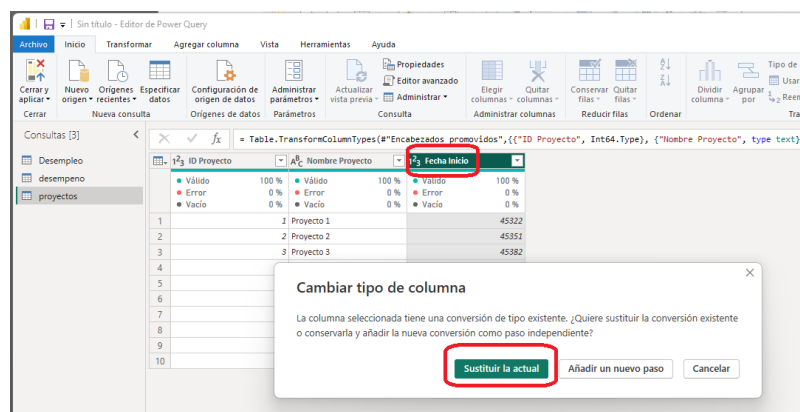 Sin título - Editor de Power Query
Archivo Inicio Transformar Agregar columna Vista Herramientas Ayuda
Cerrar y aplicar
Nuevo origen
Orígenes recientes
Especificar datos
Configuración de origen de datos
Administrar parámetros
Actualizar vista previa
Propiedades
Editor avanzado
Administrar
Elegir columnas
Quitar columnas
Conservar filas
Quitar filas
Dividir columna
Agrupar por
Tipo de
Usar
Reem
Cerrar Nueva consulta Orígenes de datos Parámetros Consulta Administrar columnas Reducir filas Ordenar Tra
Consultas [3]
Desempleo
desempeno
proyectos
fx = Table.TransformColumnTypes(#"Encabezados promovidos",{{"ID Proyecto", Int64.Type}, {"Nombre Proyecto", type text}
1²3 ID Proyecto ABC Nombre Proyecto 1²3 Fecha Inicio
Válido 100 % Válido 100 % Válido 100 %
Error 0 % Error 0 % Error 0 %
Vacío 0 % Vacío 0 % Vacío 0 %
1 1 Proyecto 1 45322
2 2 Proyecto 2 45351
3 3 Proyecto 3 45382
4
5
6
7
8
9
10
Cambiar tipo de columna
La columna seleccionada tiene una conversión de tipo existente. ¿Quiere sustituir la conversión existente
o conservarla y añadir la nueva conversión como paso independiente?
Sustituir la actual Añadir un nuevo paso Cancelar